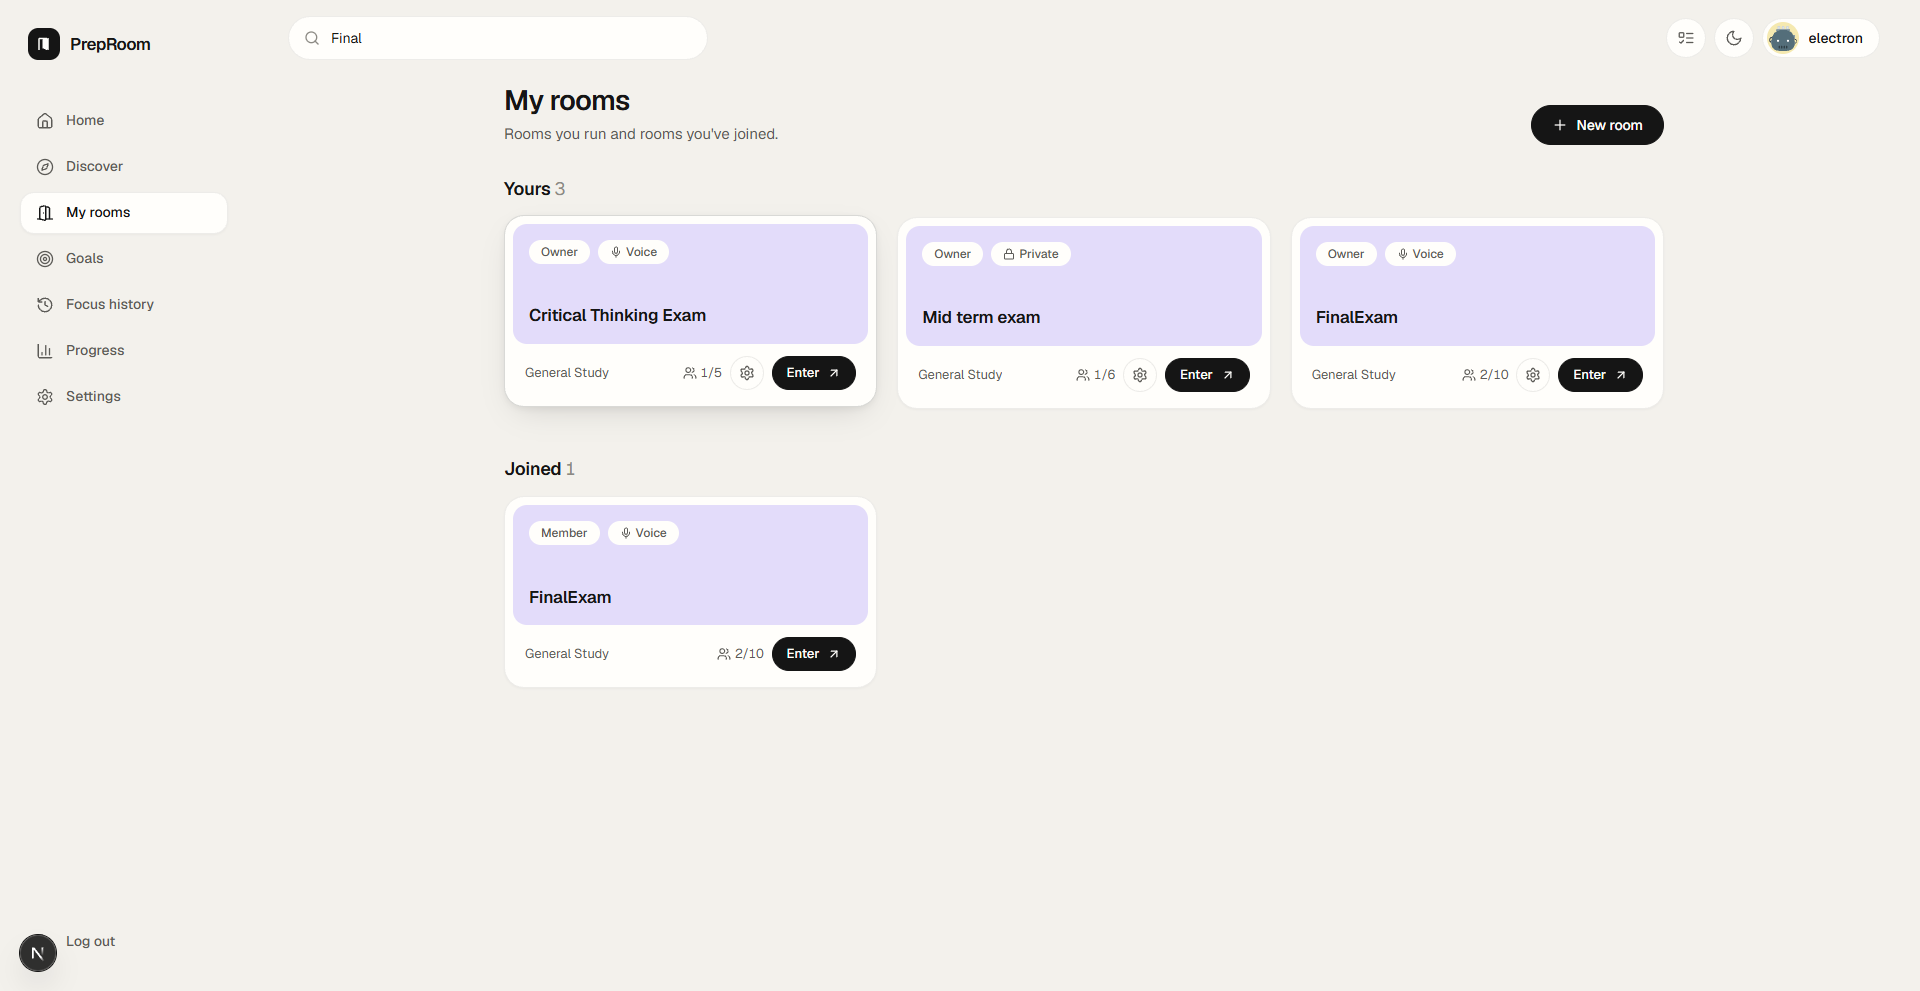 PrepRoom
Final
electron
Home
Discover
My rooms
Goals
Focus history
Progress
Settings
Log out
My rooms
Rooms you run and rooms you've joined.
New room
Yours 3
Owner Voice
Critical Thinking Exam
General Study 1/5 Enter
Owner Private
Mid term exam
General Study 1/6 Enter
Owner Voice
FinalExam
General Study 2/10 Enter
Joined 1
Member Voice
FinalExam
General Study 2/10 Enter
N